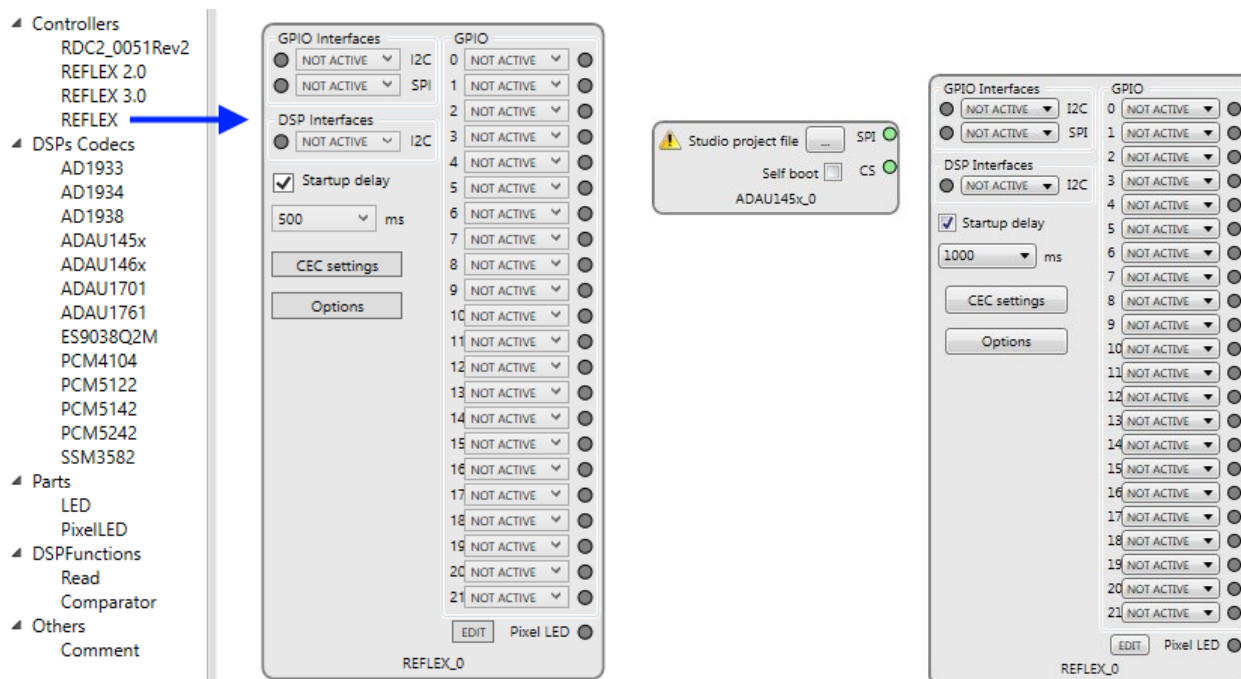 Controllers
RDC2_0051Rev2
REFLEX 2.0
REFLEX 3.0
REFLEX
DSPs Codecs
AD1933
AD1934
AD1938
ADAU145x
ADAU146x
ADAU1701
ADAU1761
ES9038Q2M
PCM4104
PCM5122
PCM5142
PCM5242
SSM3582
Parts
LED
PixelLED
DSPFunctions
Read
Comparator
Others
Comment
GPIO Interfaces
NOT ACTIVE I2C
NOT ACTIVE SPI
DSP Interfaces
NOT ACTIVE I2C
Startup delay
500 ms
CEC settings
Options
GPIO
0 NOT ACTIVE
1 NOT ACTIVE
2 NOT ACTIVE
3 NOT ACTIVE
4 NOT ACTIVE
5 NOT ACTIVE
6 NOT ACTIVE
7 NOT ACTIVE
8 NOT ACTIVE
9 NOT ACTIVE
10 NOT ACTIVE
11 NOT ACTIVE
12 NOT ACTIVE
13 NOT ACTIVE
14 NOT ACTIVE
15 NOT ACTIVE
16 NOT ACTIVE
17 NOT ACTIVE
18 NOT ACTIVE
19 NOT ACTIVE
20 NOT ACTIVE
21 NOT ACTIVE
EDIT Pixel LED
REFLEX_0
Studio project file ... SPI
Self boot CS
ADAU145x_0
GPIO Interfaces
NOT ACTIVE I2C
NOT ACTIVE SPI
DSP Interfaces
NOT ACTIVE I2C
Startup delay
1000 ms
CEC settings
Options
GPIO
0 NOT ACTIVE
1 NOT ACTIVE
2 NOT ACTIVE
3 NOT ACTIVE
4 NOT ACTIVE
5 NOT ACTIVE
6 NOT ACTIVE
7 NOT ACTIVE
8 NOT ACTIVE
9 NOT ACTIVE
10 NOT ACTIVE
11 NOT ACTIVE
12 NOT ACTIVE
13 NOT ACTIVE
14 NOT ACTIVE
15 NOT ACTIVE
16 NOT ACTIVE
17 NOT ACTIVE
18 NOT ACTIVE
19 NOT ACTIVE
20 NOT ACTIVE
21 NOT ACTIVE
EDIT Pixel LED
REFLEX_0